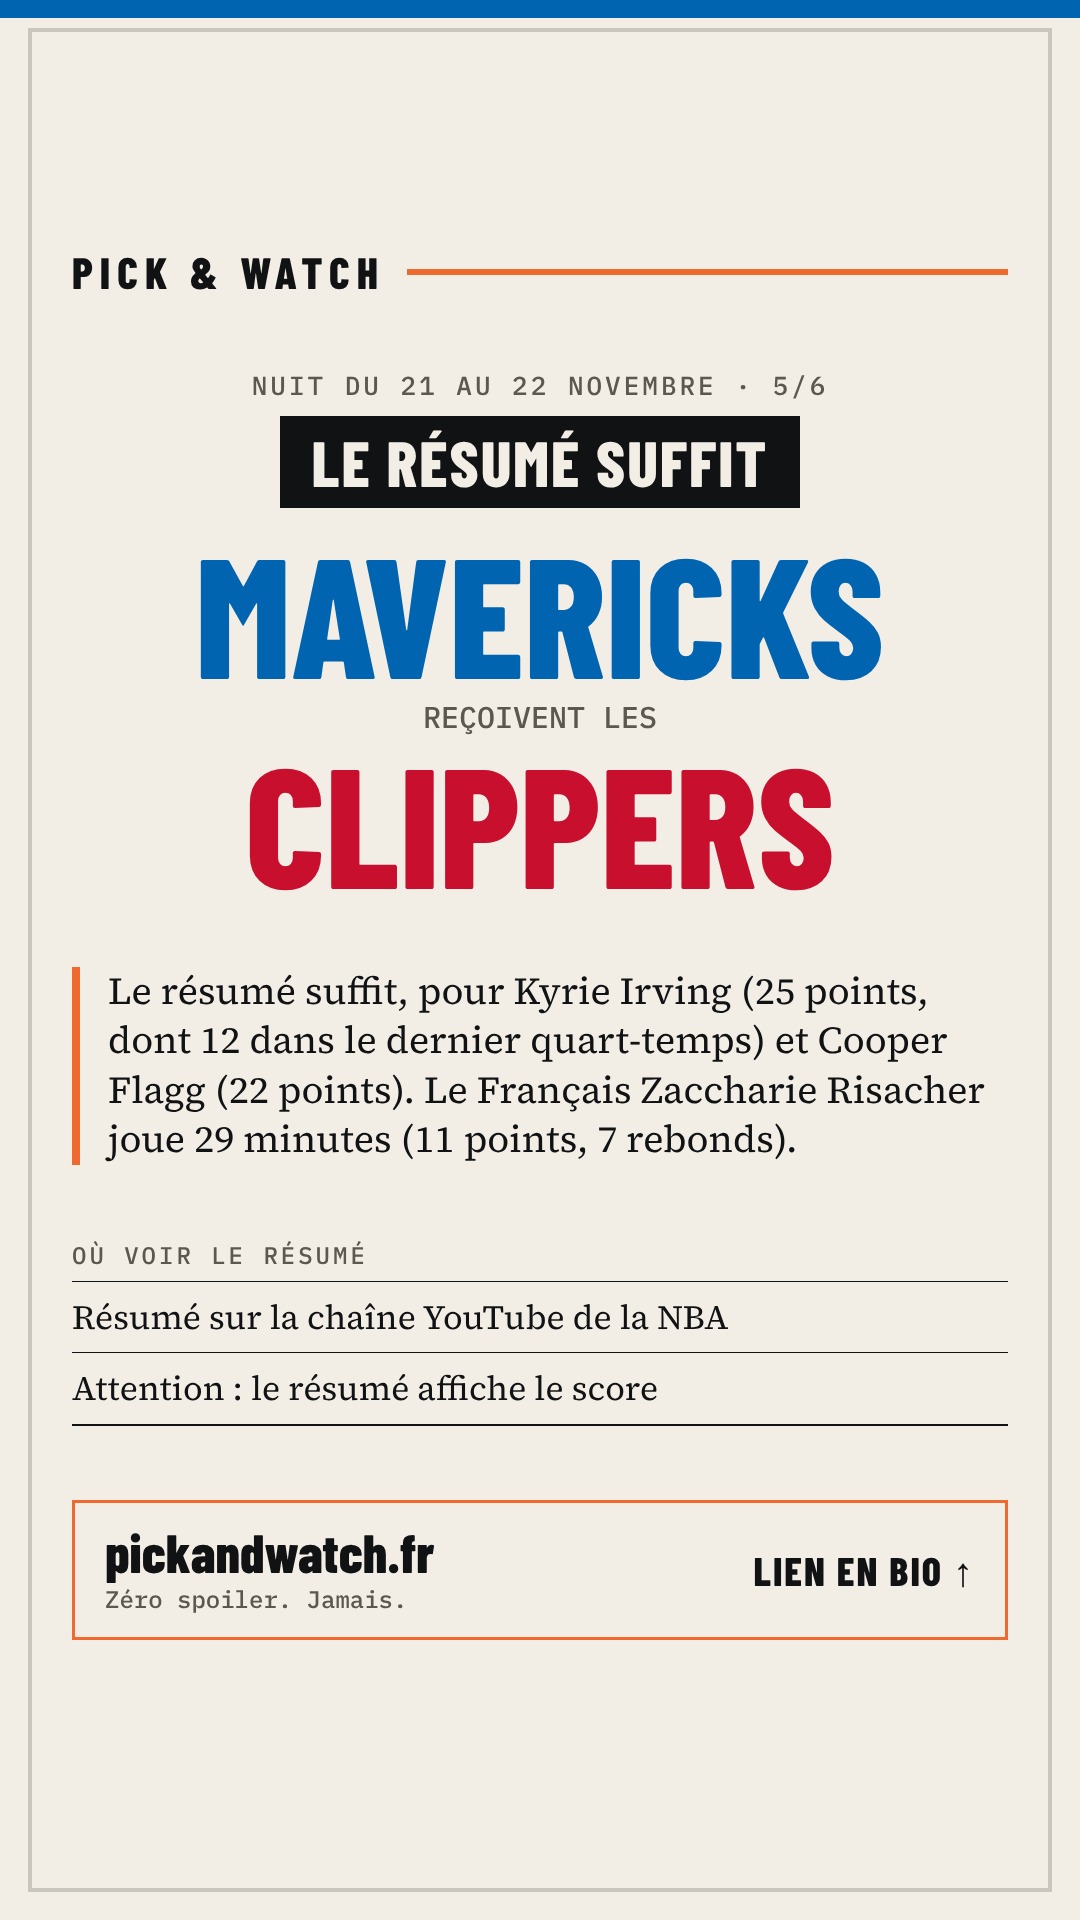 PICK & WATCH
NUIT DU 21 AU 22 NOVEMBRE · 5/6
LE RÉSUMÉ SUFFIT
MAVERICKS
REÇOIVENT LES
CLIPPERS
Le résumé suffit, pour Kyrie Irving (25 points,
dont 12 dans le dernier quart-temps) et Cooper
Flagg (22 points). Le Français Zaccharie Risacher
joue 29 minutes (11 points, 7 rebonds).
OÙ VOIR LE RÉSUMÉ
Résumé sur la chaîne YouTube de la NBA
Attention : le résumé affiche le score
pickandwatch.fr
Zéro spoiler. Jamais.
LIEN EN BIO ↑